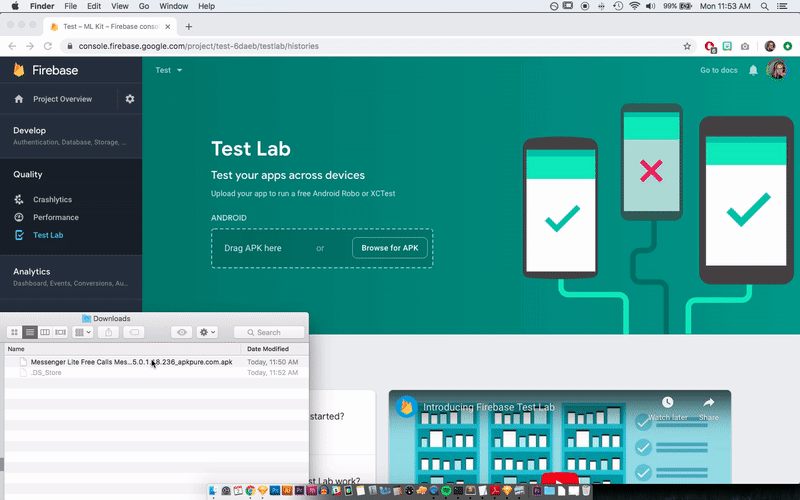 Finder File Edit View Go Window Help
99%
Mon 11:53 AM
Test – ML Kit – Firebase conso
console.firebase.google.com/project/test-6daeb/testlab/histories
Firebase
Test
Go to docs
Project Overview
Develop
Authentication, Database, Storage, ...
Quality
Crashlytics
Performance
Test Lab
Analytics
Dashboard, Events, Conversions, Au...
Test Lab
Test your apps across devices
Upload your app to run a free Android Robo or XCTest
ANDROID
Drag APK here or Browse for APK
Downloads
Search
Name Date Modified
Messenger Lite Free Calls Mes...5.0.1. 8.236_apkpure.com.apk Today, 11:50 AM
.DS_Store Today, 11:52 AM
started?
st Lab work?
Introducing Firebase Test Lab
Watch later Share